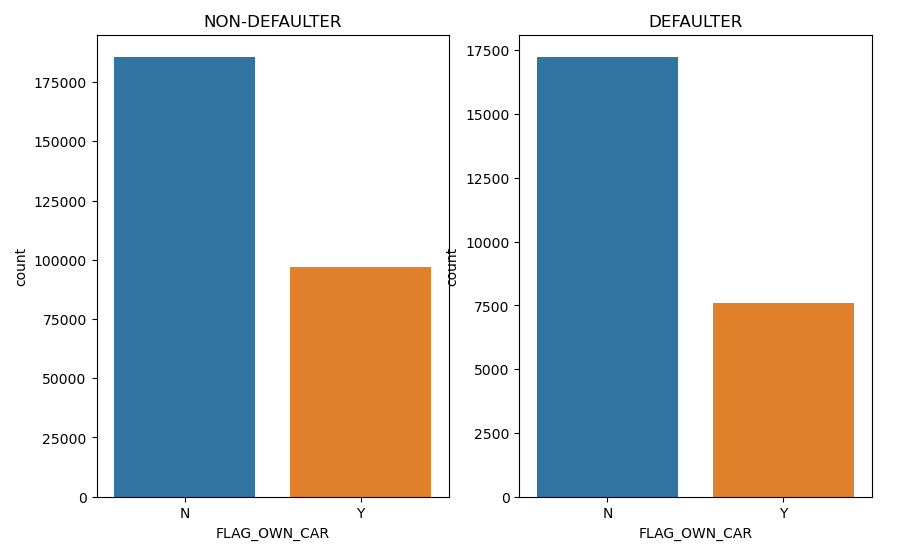 NON-DEFAULTER
count
175000
150000
125000
100000
75000
50000
25000
0
N
Y
FLAG_OWN_CAR
DEFAULTER
count
17500
15000
12500
10000
7500
5000
2500
0
N
Y
FLAG_OWN_CAR